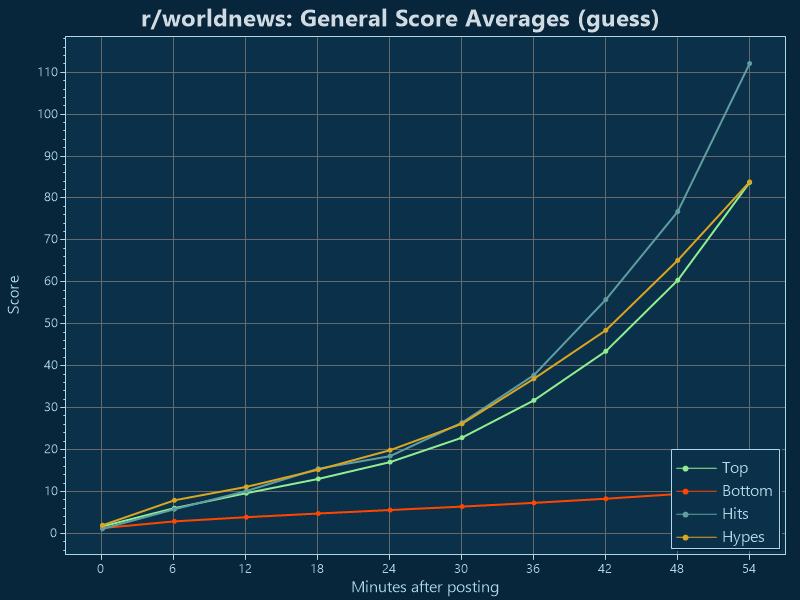 r/worldnews: General Score Averages (guess)
Score
110
100
90
80
70
60
50
40
30
20
10
0
Top
Bottom
Hits
Hypes
0 6 12 18 24 30 36 42 48 54
Minutes after posting